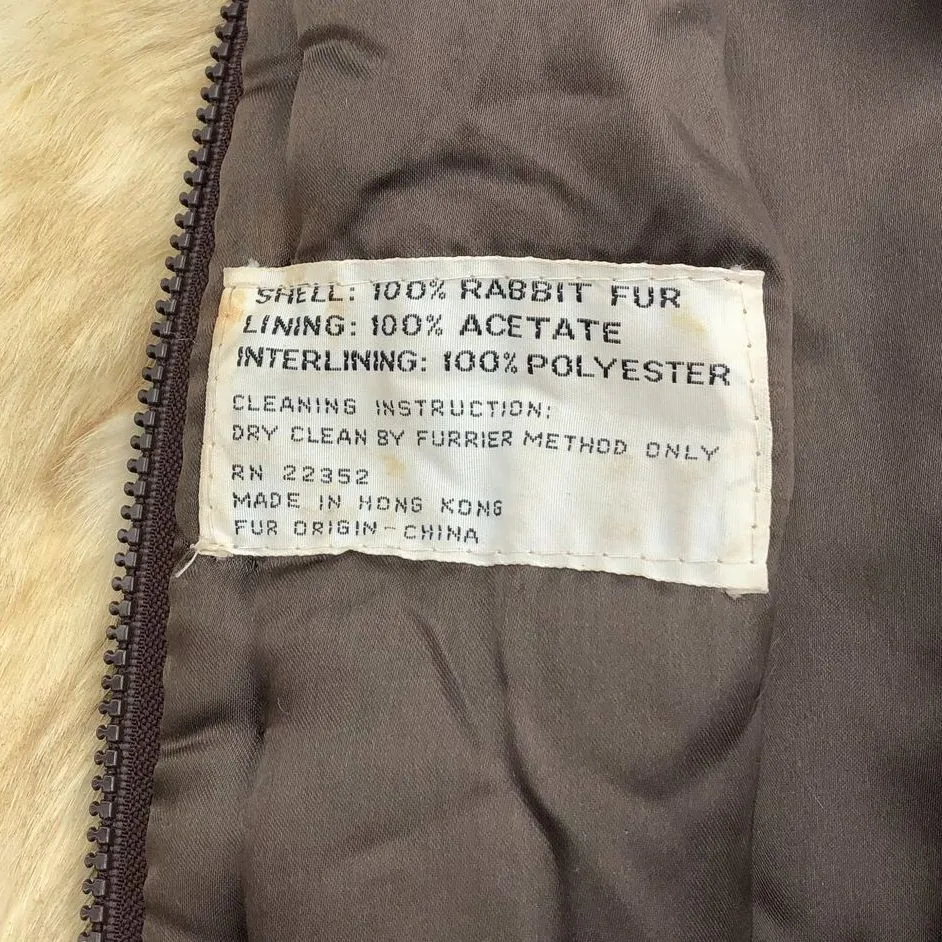 SHELL: 100% RABBIT FUR
LINING: 100% ACETATE
INTERLINING: 100% POLYESTER
CLEANING INSTRUCTION:
DRY CLEAN BY FURRIER METHOD ONLY
RN 22352
MADE IN HONG KONG
FUR ORIGIN-CHINA